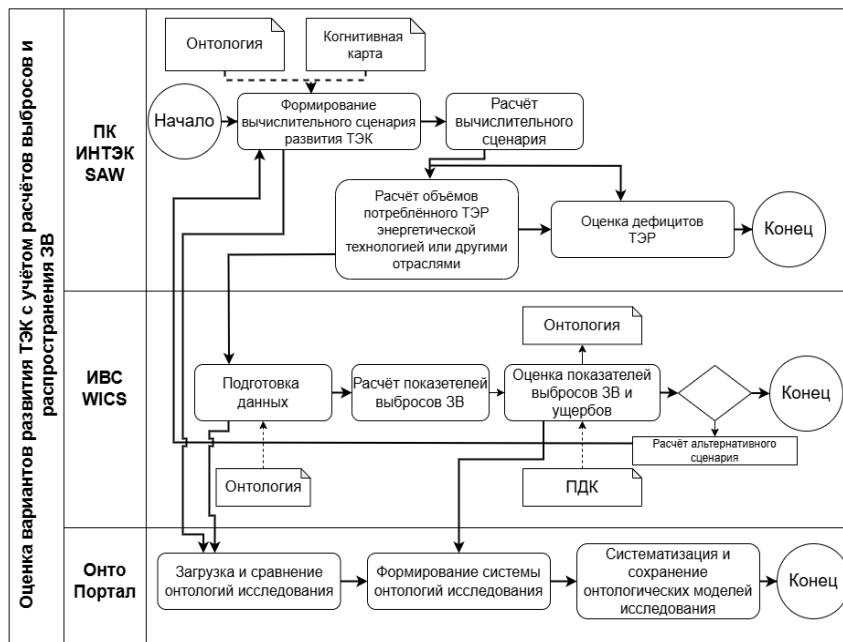 Оценка вариантов развития ТЭК с учётом расчётов выбросов и
распространения ЗВ
ПК
ИНТЭК
SAW
Онтология
Когнитивная
карта
Начало
Формирование
вычислительного сценария
развития ТЭК
Расчёт
вычислительного
сценария
Расчёт объёмов
потреблённого ТЭР
энергетической
технологией или другими
отраслями
Оценка дефицитов
ТЭР
Конец
ИВС
WICS
Онтология
Подготовка
данных
Расчёт показетелей
выбросов ЗВ
Оценка показателей
выбросов ЗВ и
ущербов
Конец
Расчёт альтернативного
сценария
Онтология
ПДК
Онто
Портал
Загрузка и сравнение
онтологий исследования
Формирование системы
онтологий исследования
Систематизация и
сохранение
онтологических моделей
исследования
Конец